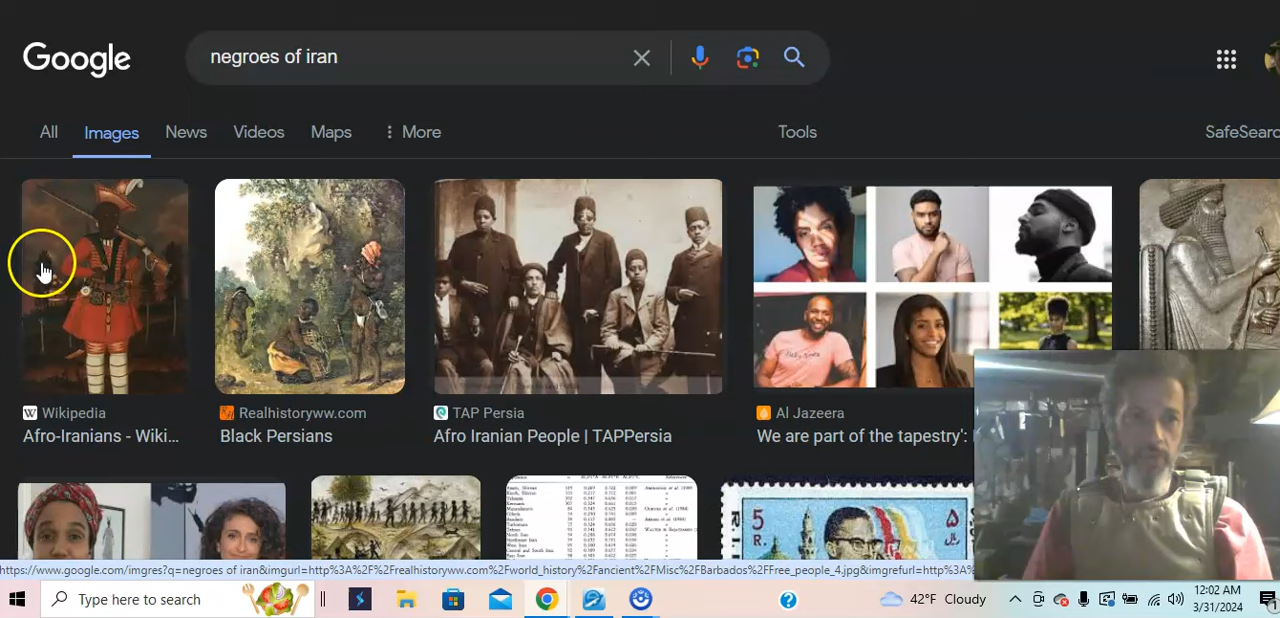 Google
negroes of iran
All Images News Videos Maps More Tools SafeSearc
Wikipedia
Afro-Iranians - Wiki...
Realhistoryww.com
Black Persians
TAP Persia
Afro Iranian People | TAPPersia
Al Jazeera
We are part of the tapestry':
5
R.
https://www.google.com/imgres?q=negroes of iran&imgurl=http%3A%2F%2Frealhistoryww.com%2Fworld_history%2Fancient%2FMisc%2FBarbados%2FFree_people_4.jpg&imgrefurl=http%3A%
Type here to search
42°F Cloudy
12:02 AM
3/31/2024